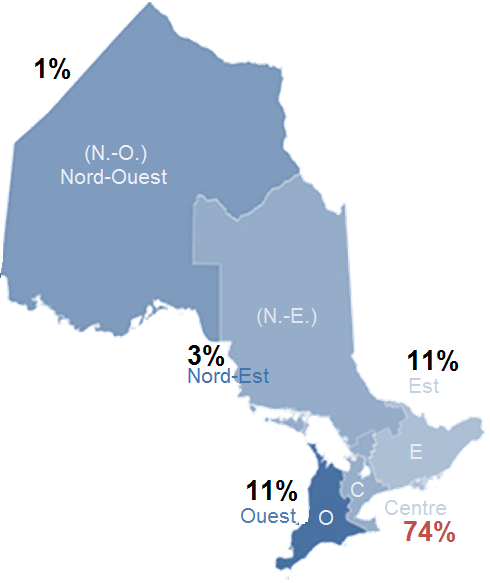 1%
(N.-O.)
Nord-Ouest
(N.-E.)
3%
Nord-Est
11%
Est
E
11%
Ouest
O
C
Centre
74%